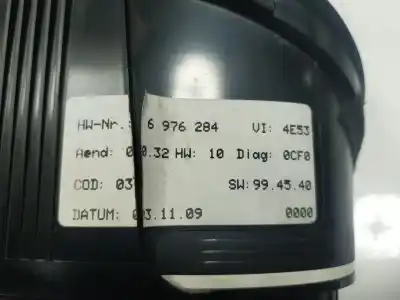 HW-Nr.: 6 976 284 VI: 4E53
Aend: 0 0.32 HW: 10 Diag: 0CF0
COD: 03 SW: 99.45.40
DATUM: 03.11.09 0000